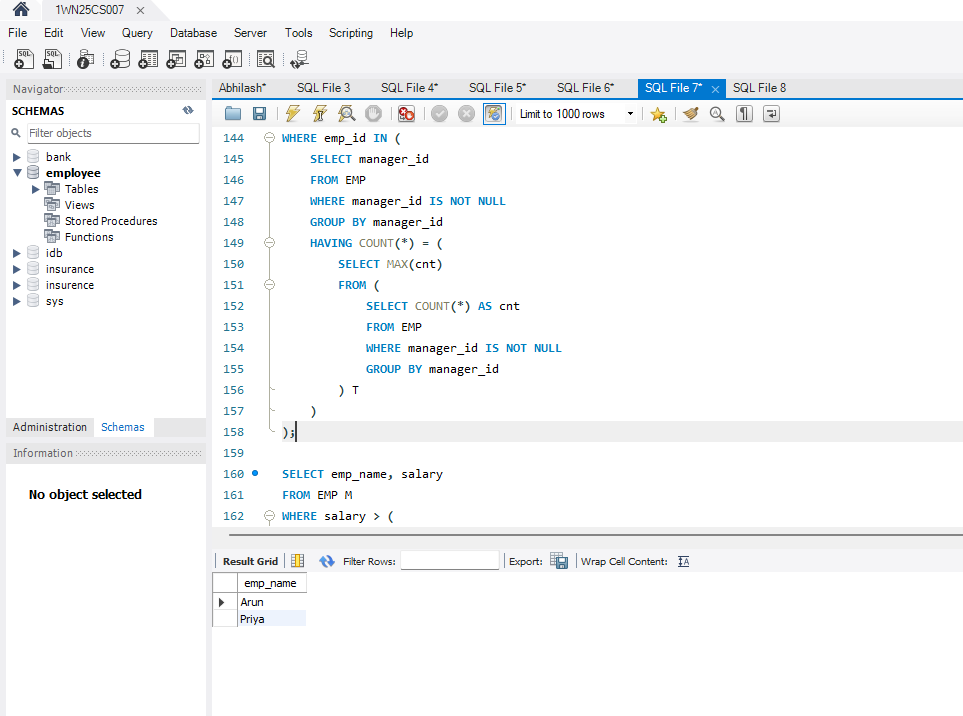 1WN25CS007
File Edit View Query Database Server Tools Scripting Help
Navigator
SCHEMAS
Filter objects
bank
employee
Tables
Views
Stored Procedures
Functions
idb
insurance
insurence
sys
Administration Schemas
Information
No object selected
Abhilash* SQL File 3 SQL File 4* SQL File 5* SQL File 6* SQL File 7* SQL File 8
Limit to 1000 rows
144 WHERE emp_id IN (
145 SELECT manager_id
146 FROM EMP
147 WHERE manager_id IS NOT NULL
148 GROUP BY manager_id
149 HAVING COUNT(*) = (
150 SELECT MAX(cnt)
151 FROM (
152 SELECT COUNT(*) AS cnt
153 FROM EMP
154 WHERE manager_id IS NOT NULL
155 GROUP BY manager_id
156 ) T
157 )
158 );
159
160 SELECT emp_name, salary
161 FROM EMP M
162 WHERE salary > (
Result Grid Filter Rows: Export: Wrap Cell Content:
emp_name
Arun
Priya